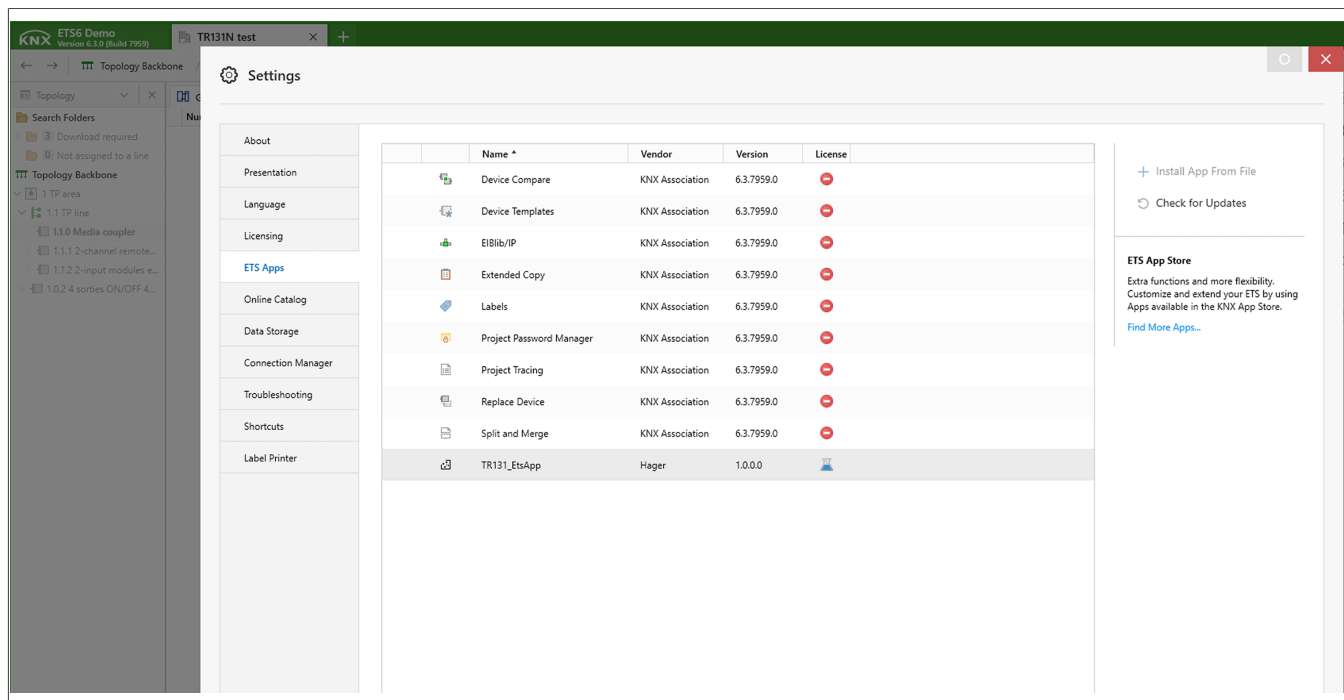 KNX ETS6 Demo
Version 6.3.0 (Build 7959)
TR131N test
Topology Backbone
Settings
Topology
Search Folders
3 Download required
0 Not assigned to a line
Topology Backbone
1 TP area
1.1 TP line
1.1.0 Media coupler
1.1.1 2-channel remote...
1.1.2 2-input modules e...
1.0.2 4 sorties ON/OFF 4...
About
Presentation
Language
Licensing
ETS Apps
Online Catalog
Data Storage
Connection Manager
Troubleshooting
Shortcuts
Label Printer
Name Vendor Version License
Device Compare KNX Association 6.3.7959.0
Device Templates KNX Association 6.3.7959.0
EIBlib/IP KNX Association 6.3.7959.0
Extended Copy KNX Association 6.3.7959.0
Labels KNX Association 6.3.7959.0
Project Password Manager KNX Association 6.3.7959.0
Project Tracing KNX Association 6.3.7959.0
Replace Device KNX Association 6.3.7959.0
Split and Merge KNX Association 6.3.7959.0
TR131_EtsApp Hager 1.0.0.0
Install App From File
Check for Updates
ETS App Store
Extra functions and more flexibility.
Customize and extend your ETS by using
Apps available in the KNX App Store.
Find More Apps...